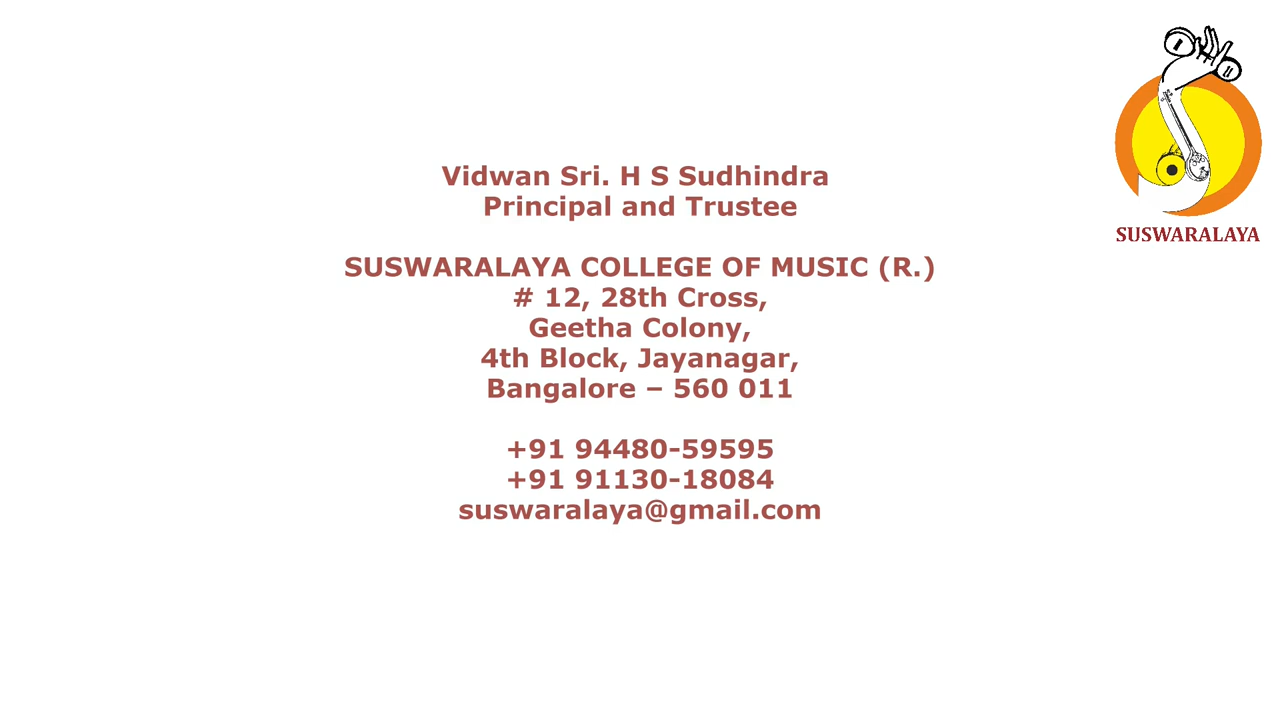 Vidwan Sri. H S Sudhindra
Principal and Trustee
SUSWARALAYA COLLEGE OF MUSIC (R.)
# 12, 28th Cross,
Geetha Colony,
4th Block, Jayanagar,
Bangalore – 560 011
+91 94480-59595
+91 91130-18084
suswaralaya@gmail.com
SUSWARALAYA